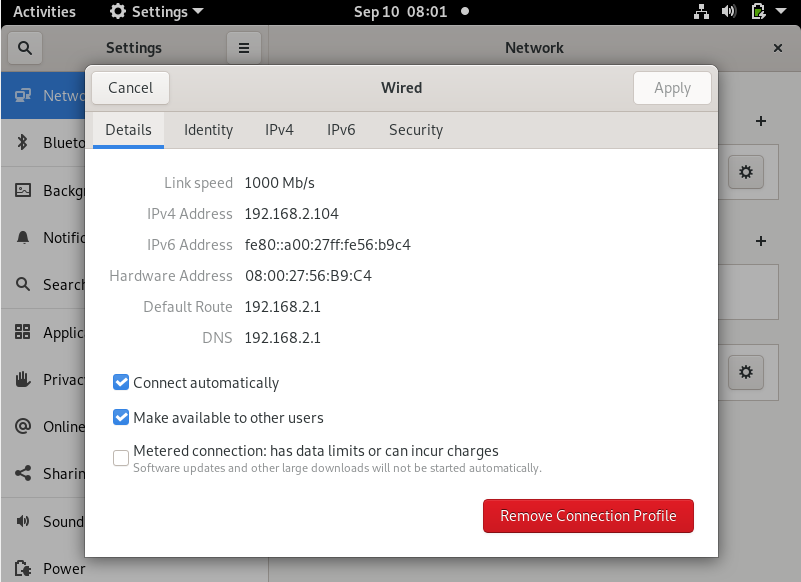 Activities Settings Sep 10 08:01
Settings Network
Cancel Wired Apply
Details Identity IPv4 IPv6 Security
Link speed 1000 Mb/s
IPv4 Address 192.168.2.104
IPv6 Address fe80::a00:27ff:fe56:b9c4
Hardware Address 08:00:27:56:B9:C4
Default Route 192.168.2.1
DNS 192.168.2.1
Connect automatically
Make available to other users
Metered connection: has data limits or can incur charges
Software updates and other large downloads will not be started automatically.
Remove Connection Profile
Netwo
Blueto
Backg
Notific
Search
Applic
Privac
Online
Sharin
Sound
Power